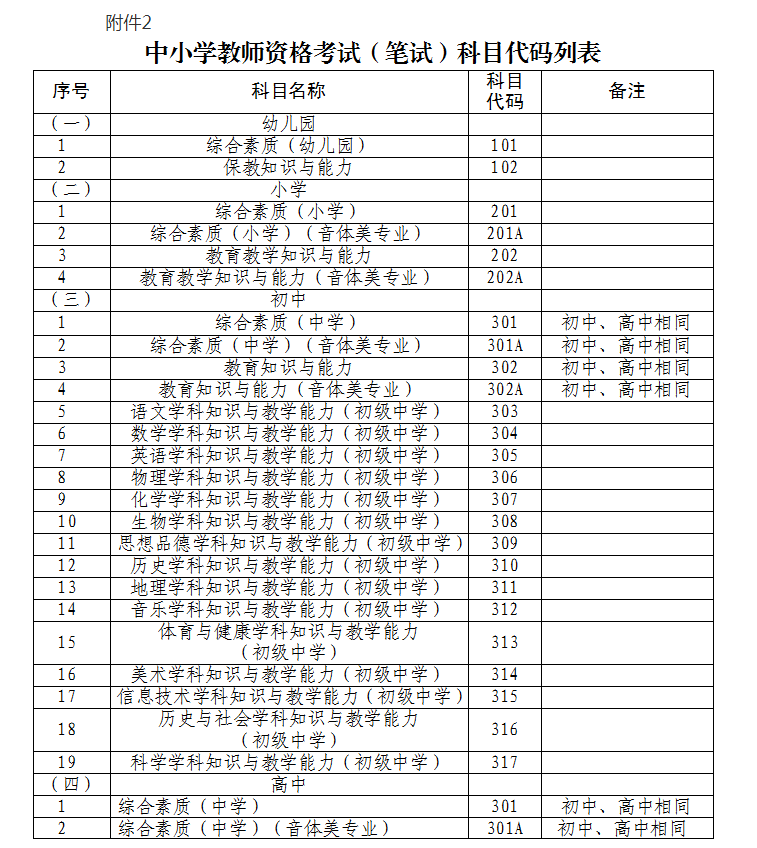 附件2
中小学教师资格考试（笔试）科目代码列表
序号 科目名称 科目代码 备注
（一） 幼儿园
1 综合素质（幼儿园） 101
2 保教知识与能力 102
（二） 小学
1 综合素质（小学） 201
2 综合素质（小学）（音体美专业） 201A
3 教育教学知识与能力 202
4 教育教学知识与能力（音体美专业） 202A
（三） 初中
1 综合素质（中学） 301 初中、高中相同
2 综合素质（中学）（音体美专业） 301A 初中、高中相同
3 教育知识与能力 302 初中、高中相同
4 教育知识与能力（音体美专业） 302A 初中、高中相同
5 语文学科知识与教学能力（初级中学） 303
6 数学学科知识与教学能力（初级中学） 304
7 英语学科知识与教学能力（初级中学） 305
8 物理学科知识与教学能力（初级中学） 306
9 化学学科知识与教学能力（初级中学） 307
10 生物学科知识与教学能力（初级中学） 308
11 思想品德学科知识与教学能力（初级中学） 309
12 历史学科知识与教学能力（初级中学） 310
13 地理学科知识与教学能力（初级中学） 311
14 音乐学科知识与教学能力（初级中学） 312
15 体育与健康学科知识与教学能力（初级中学） 313
16 美术学科知识与教学能力（初级中学） 314
17 信息技术学科知识与教学能力（初级中学） 315
18 历史与社会学科知识与教学能力（初级中学） 316
19 科学学科知识与教学能力（初级中学） 317
（四） 高中
1 综合素质（中学） 301 初中、高中相同
2 综合素质（中学）（音体美专业） 301A 初中、高中相同